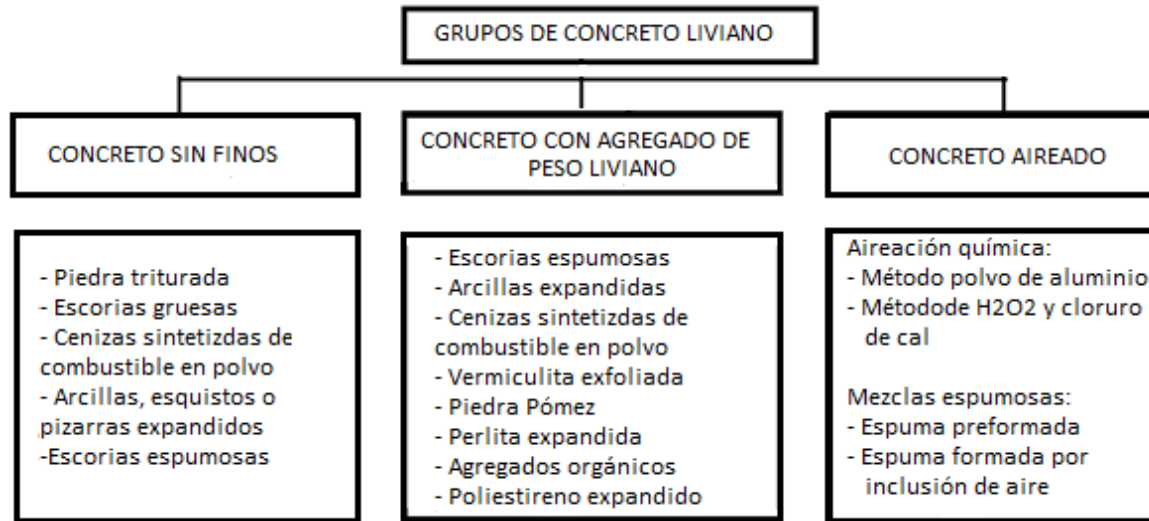 GRUPOS DE CONCRETO LIVIANO
CONCRETO SIN FINOS
CONCRETO CON AGREGADO DE
PESO LIVIANO
CONCRETO AIREADO
- Piedra triturada
- Escorias gruesas
- Cenizas sintetizdas de
combustible en polvo
- Arcillas, esquistos o
pizarras expandidos
-Escorias espumosas
- Escorias espumosas
- Arcillas expandidas
- Cenizas sintetizdas de
combustible en polvo
- Vermiculita exfoliada
- Piedra Pómez
- Perlita expandida
- Agregados orgánicos
- Poliestireno expandido
Aireación química:
- Método polvo de aluminio
- Métodode H2O2 y cloruro
de cal
Mezclas espumosas:
- Espuma preformada
- Espuma formada por
inclusión de aire